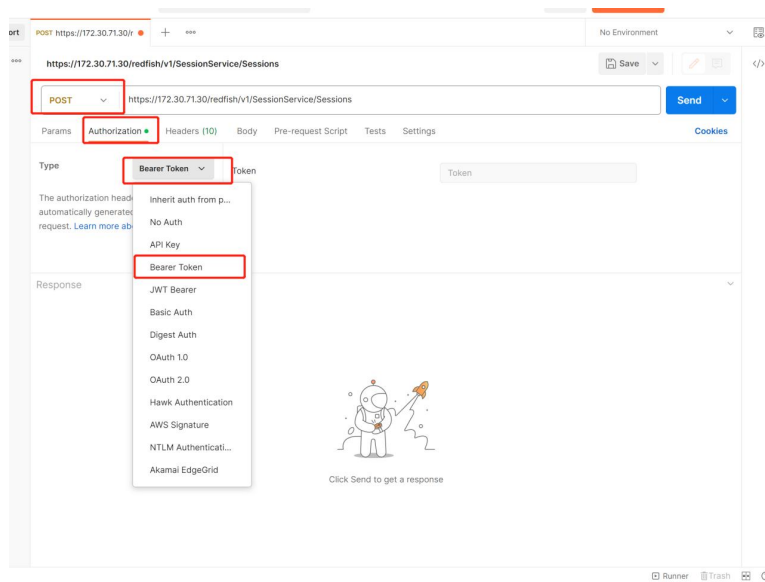 ort
POST https://172.30.71.30/r
No Environment
https://172.30.71.30/redfish/v1/SessionService/Sessions
Save
</>
POST
https://172.30.71.30/redfish/v1/SessionService/Sessions
Send
Params Authorization Headers (10) Body Pre-request Script Tests Settings
Cookies
Type
Bearer Token
Token
Token
The authorization head
automatically generated
request. Learn more ab
Inherit auth from p...
No Auth
API Key
Bearer Token
JWT Bearer
Basic Auth
Digest Auth
OAuth 1.0
OAuth 2.0
Hawk Authentication
AWS Signature
NTLM Authenticati...
Akamai EdgeGrid
Response
Click Send to get a response
Runner Trash